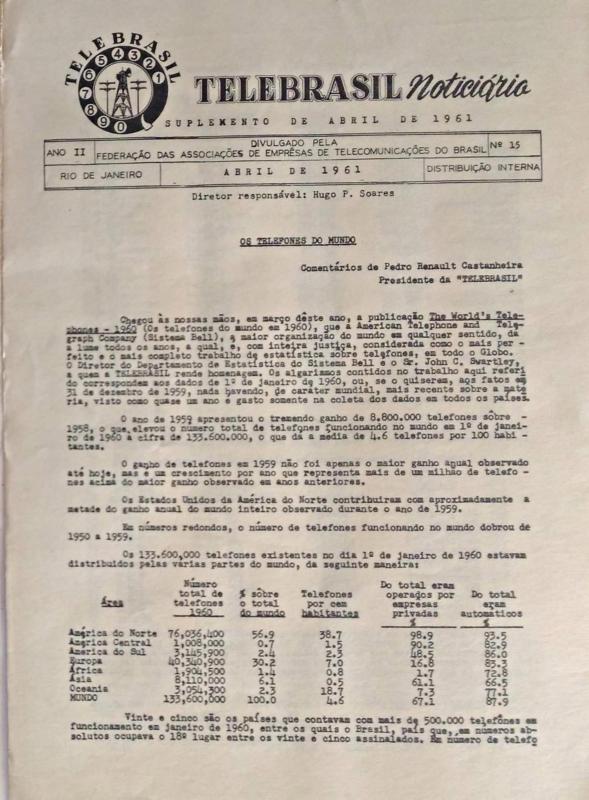 TELEBRASIL
1234567890
TELEBRASIL Noticiário
SUPLEMENTO DE ABRIL DE 1961
ANO II
DIVULGADO PELA
FEDERAÇÃO DAS ASSOCIAÇÕES DE EMPRÊSAS DE TELECOMUNICAÇÕES DO BRASIL
Nº 15
RIO DE JANEIRO
ABRIL DE 1961
DISTRIBUIÇÃO INTERNA
Diretor responsável: Hugo P. Soares
OS TELEFONES DO MUNDO
Comentários de Pedro Renault Castanheira
Presidente da "TELEBRASIL"
Chegou às nossas mãos, em março dêste ano, a publicação The World's Tele-
phones - 1960 (Os telefones do mundo em 1960), que a American Telephone and Tele-
graph Company (Sistema Bell), a maior organização do mundo em qualquer sentido, da
a lume todos os anos, a qual, e, com inteira justiça, considerada como o mais per -
feito e o mais completo trabalho de estatística sobre telefones, em todo o Globo.
O Diretor do Departamento de Estatística do Sistema Bell e o Sr. John C. Swartley,
a quem a TELEBRASIL rende homenagem. Os algarismos contidos no trabalho aqui referi
do correspondem aos dados de 1º de janeiro de 1960, ou, se o quiserem, aos fatos em
31 de dezembro de 1959, nada havendo, de caráter mundial, mais recente sobre a maté
ria, visto como quase um ano e gasto somente na coleta dos dados em todos os países.
O ano de 1959 apresentou o tremendo ganho de 8.800.000 telefones sôbre -
1958, o que elevou o número total de telefones funcionando no mundo em 1º de janei-
ro de 1960 à cifra de 133.600.000, o que dá a média de 4.6 telefones por 100 habi -
tantes.
O ganho de telefones em 1959 não foi apenas o maior ganho anual observado
até hoje, mas e um crescimento por ano que representa mais de um milhão de telefo -
nes acima do maior ganho observado em anos anteriores.
Os Estados Unidos da América do Norte contribuiram com aproximadamente a
metade do ganho anual do mundo inteiro observado durante o ano de 1959.
Em números redondos, o número de telefones funcionando no mundo dobrou de
1950 a 1959.
Os 133.600,000 telefones existentes no dia 1º de janeiro de 1960 estavam
distribuidos pelas várias partes do mundo, da seguinte maneira:
Área Número total de telefones 1960 % sôbre o total do mundo Telefones por cem habitantes Do total eram operados por empresas privadas % Do total eram automaticos %
América do Norte 76,036,400 56.9 38.7 98.9 93.5
América Central 1,008,000 0.7 1.5 90.2 82.9
America do Sul 3,145,900 2.4 2.3 48.5 86.0
Europa 40,340,900 30.2 7.0 16.8 83.3
África 1,904,500 1.4 0.8 1.7 72.8
Ásia 8,110,000 6.1 0.5 61.1 66.5
Oceania 3,054,300 2.3 18.7 7.3 77.1
MUNDO 133,600,000 100.0 4.6 67.1 87.9
Vinte e cinco são os países que contavam com mais de 500.000 telefônes em
funcionamento em janeiro de 1960, entre os quais o Brasil, país que, em números ab-
solutos ocupava o 18º lugar entre os vinte e cinco assinalados. Em número de telefo